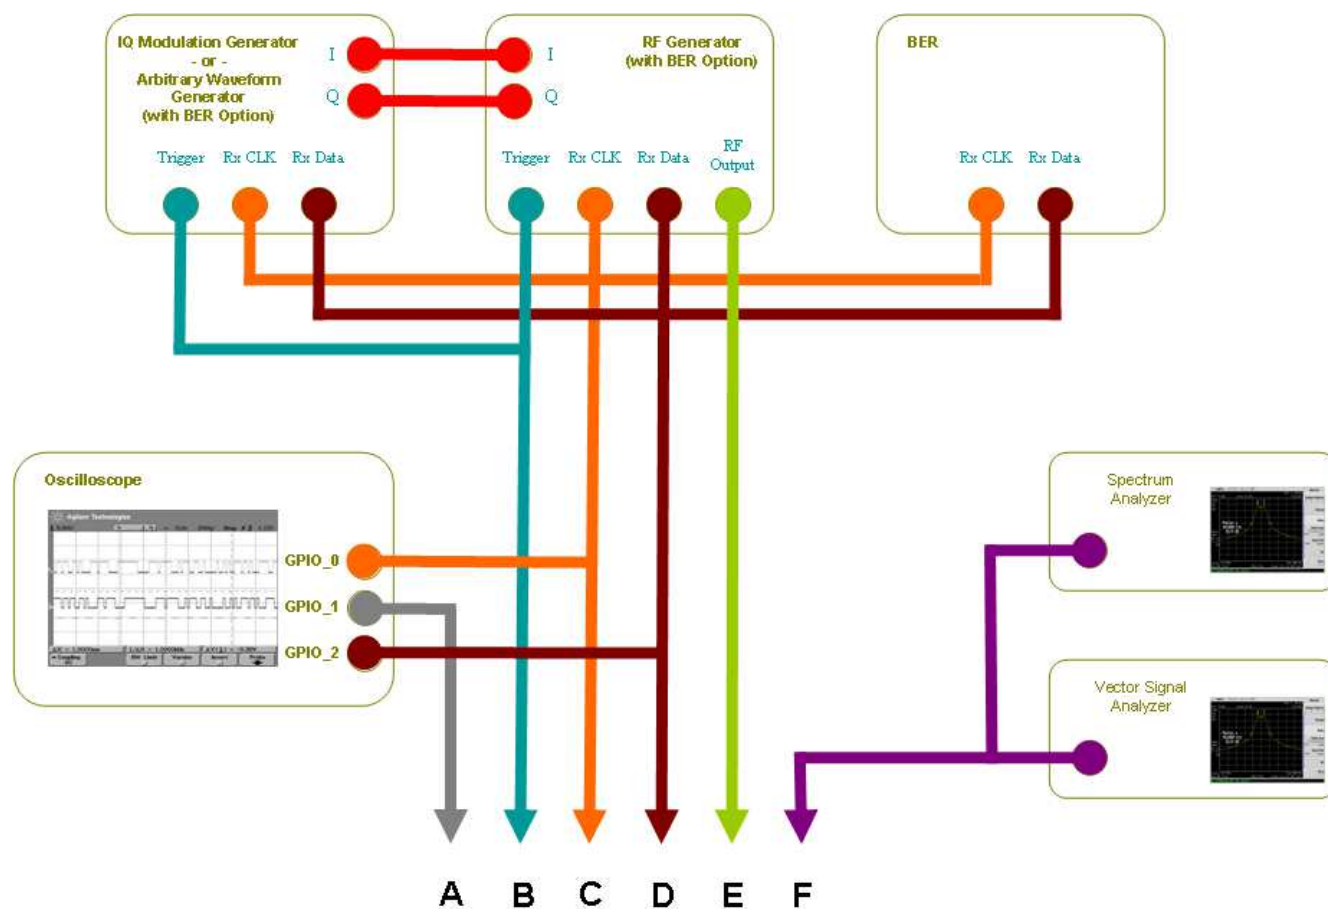 IQ Modulation Generator
- or -
Arbitrary Waveform
Generator
(with BER Option)
I
Q
Trigger Rx CLK Rx Data
RF Generator
(with BER Option)
I
Q
Trigger Rx CLK Rx Data
RF
Output
BER
Rx CLK Rx Data
Oscilloscope
Agilent Technologies
GPIO_0
GPIO_1
GPIO_2
Spectrum
Analyzer
Vector Signal
Analyzer
A B C D E F